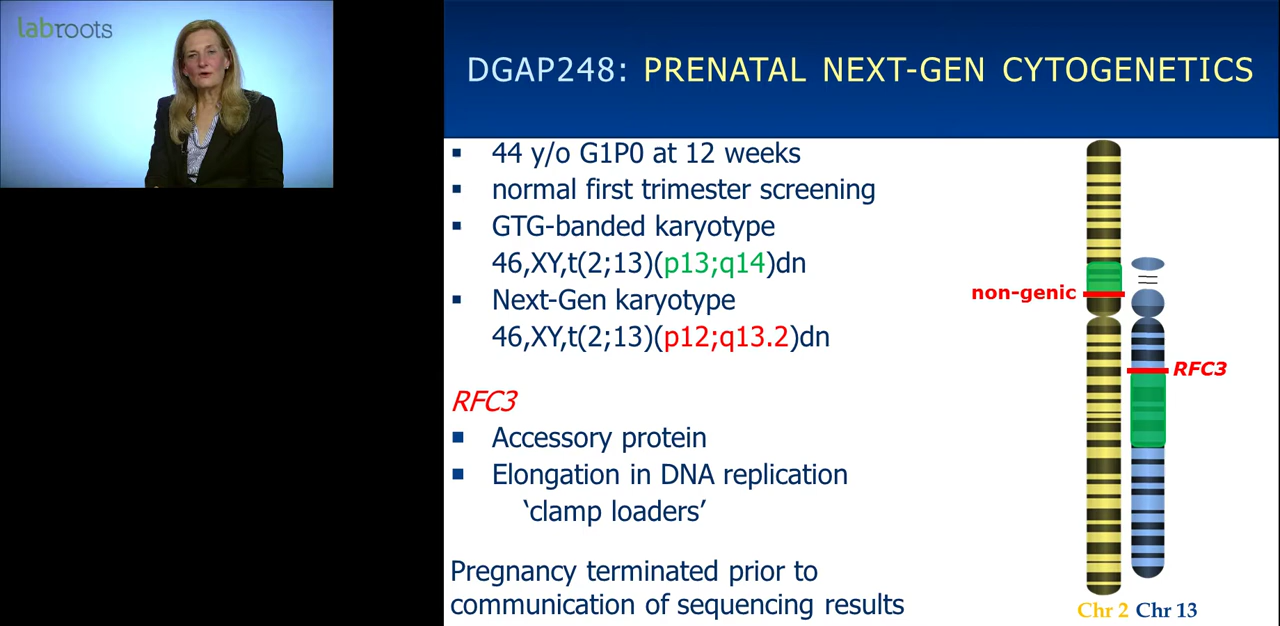 labroots
DGAP248: PRENATAL NEXT-GEN CYTOGENETICS
▪ 44 y/o G1P0 at 12 weeks
▪ normal first trimester screening
▪ GTG-banded karyotype
46,XY,t(2;13)(p13;q14)dn
▪ Next-Gen karyotype
46,XY,t(2;13)(p12;q13.2)dn
RFC3
▪ Accessory protein
▪ Elongation in DNA replication
‘clamp loaders’
Pregnancy terminated prior to
communication of sequencing results
non-genic
RFC3
Chr 2 Chr 13